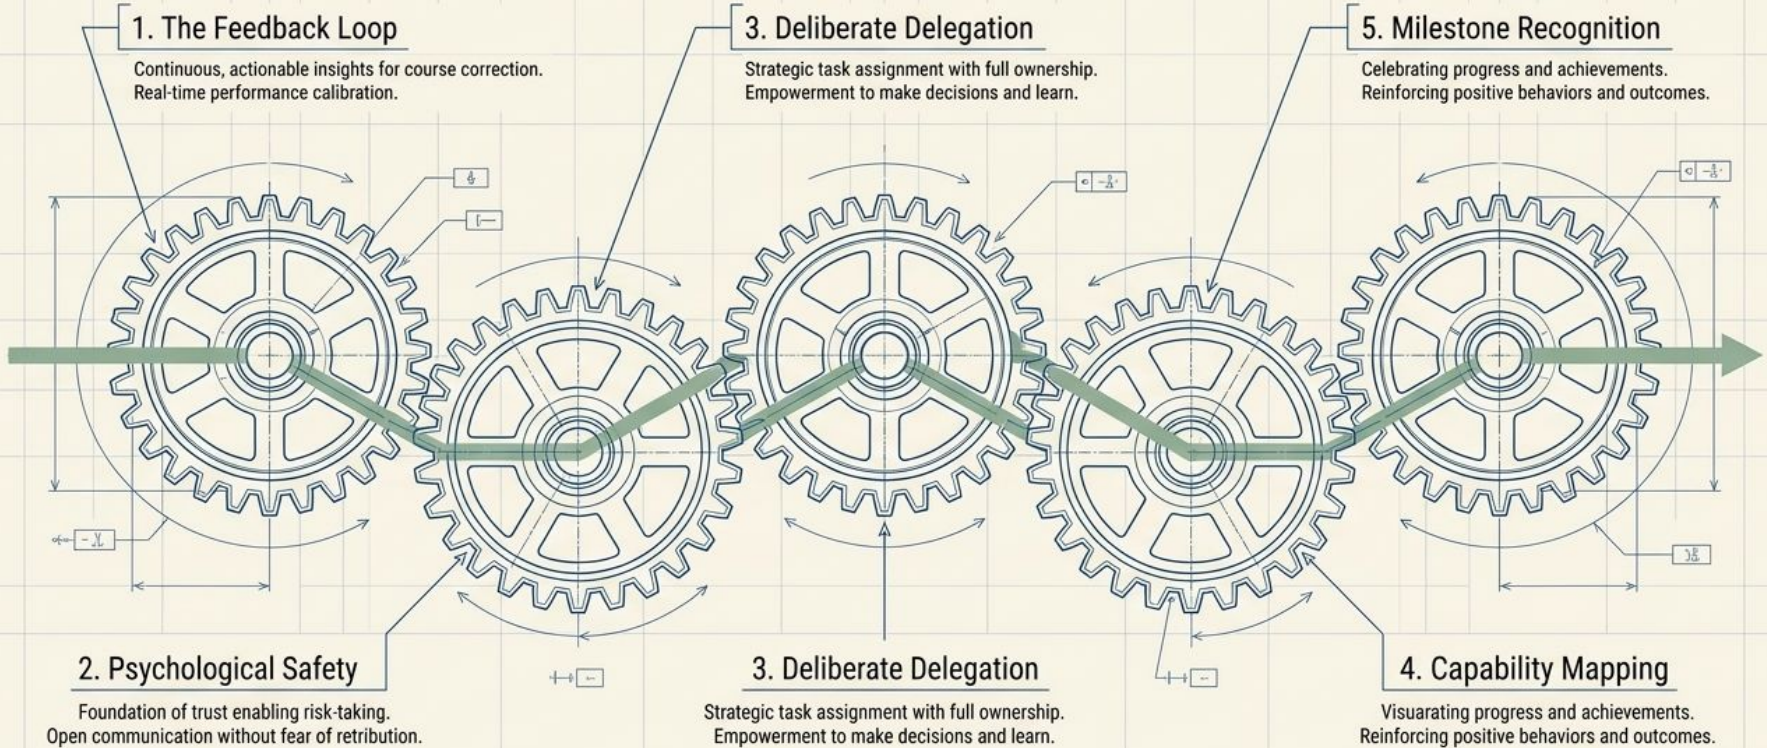 1. The Feedback Loop
Continuous, actionable insights for course correction.
Real-time performance calibration.
3. Deliberate Delegation
Strategic task assignment with full ownership.
Empowerment to make decisions and learn.
5. Milestone Recognition
Celebrating progress and achievements.
Reinforcing positive behaviors and outcomes.
2. Psychological Safety
Foundation of trust enabling risk-taking.
Open communication without fear of retribution.
3. Deliberate Delegation
Strategic task assignment with full ownership.
Empowerment to make decisions and learn.
4. Capability Mapping
Visuarating progress and achievements.
Reinforcing positive behaviors and outcomes.